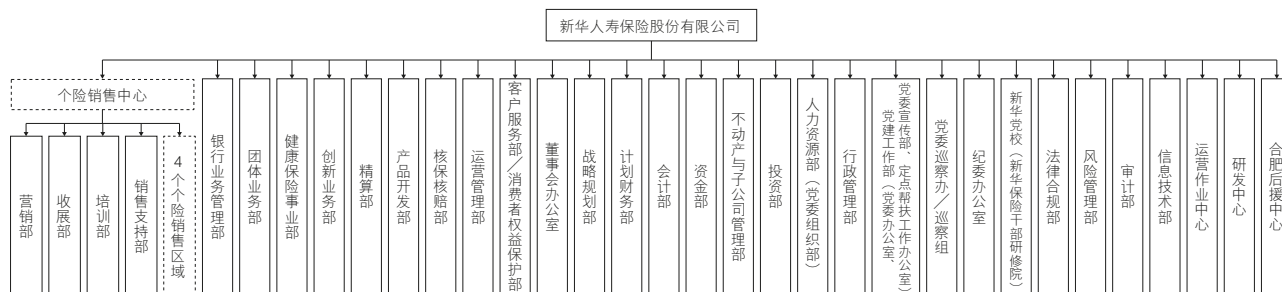 新华人寿保险股份有限公司
个险销售中心
营销部
收展部
培训部
销售支持部
4个个险销售区域
银行业务管理部
团体业务部
健康保险事业部
创新业务部
精算部
产品开发部
核保核赔部
运营管理部
客户服务部／消费者权益保护部
董事会办公室
战略规划部
计划财务部
会计部
资金部
不动产与子公司管理部
投资部
人力资源部（党委组织部）
行政管理部
党建工作部（党委办公室、
党委宣传部、定点帮扶工作办公室）
党委巡察办／巡察组
纪委办公室
新华党校（新华保险干部研修院）
法律合规部
风险管理部
审计部
信息技术部
运营作业中心
研发中心
合肥后援中心